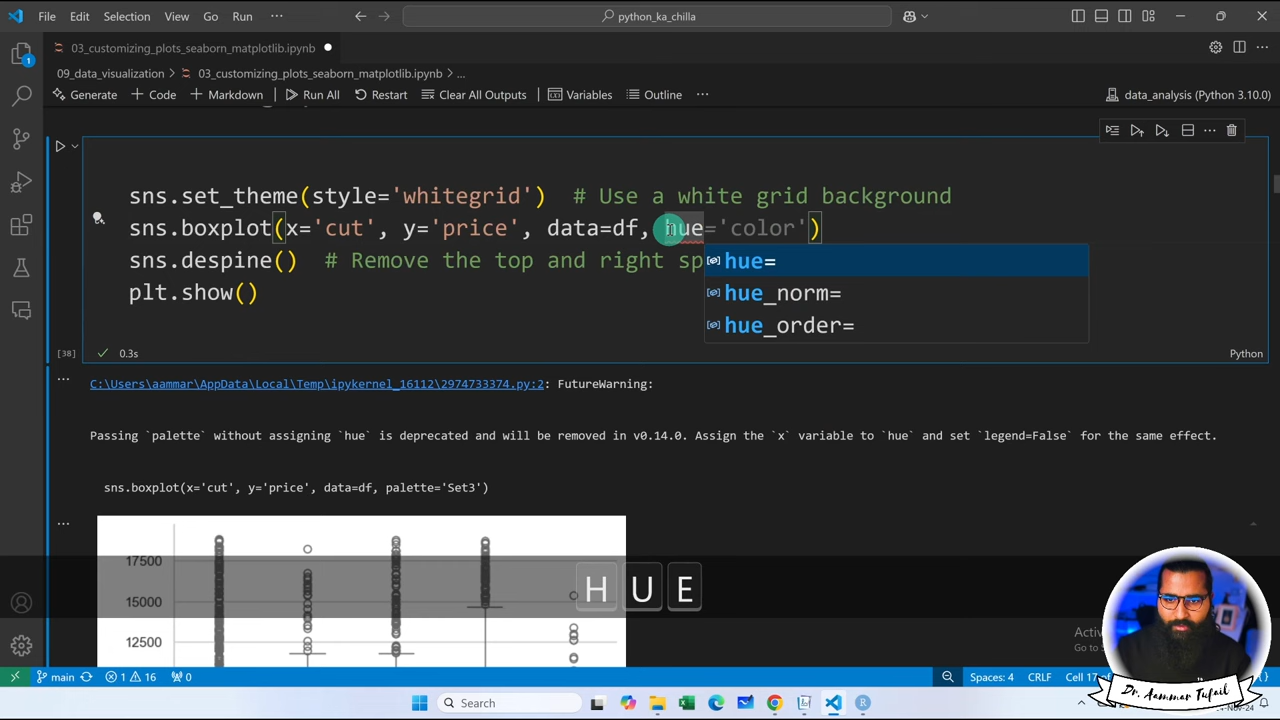 File Edit Selection View Go Run ··· python_ka_chilla
03_customizing_plots_seaborn_matplotlib.ipynb
09_data_visualization > 03_customizing_plots_seaborn_matplotlib.ipynb > ...
Generate + Code + Markdown Run All Restart Clear All Outputs Variables Outline ··· data_analysis (Python 3.10.0)
sns.set_theme(style='whitegrid') # Use a white grid background
sns.boxplot(x='cut', y='price', data=df, hue='color')
sns.despine() # Remove the top and right sp
hue=
plt.show()
hue_norm=
hue_order=
[38] 0.3s Python
C:\Users\aammar\AppData\Local\Temp\ipykernel_16112\2974733374.py:2: FutureWarning:
Passing `palette` without assigning `hue` is deprecated and will be removed in v0.14.0. Assign the `x` variable to `hue` and set `legend=False` for the same effect.
sns.boxplot(x='cut', y='price', data=df, palette='Set3')
17500
15000
12500
H U E
Dr. Aammar Tufail
main 1 16 0 Spaces: 4 CRLF Cell 17
Search